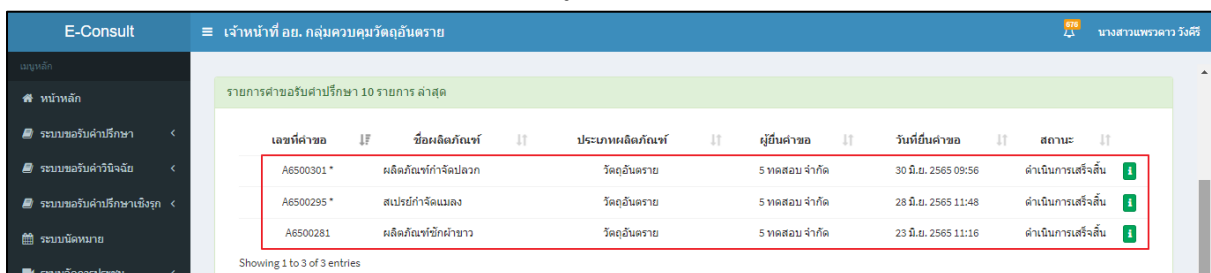 E-Consult
เจ้าหน้าที่ อย. กลุ่มควบคุมวัตถุอันตราย
678
นางสาวแพรวดาว วังคีรี
เมนูหลัก
หน้าหลัก
ระบบขอรับคำปรึกษา
ระบบขอรับคำวินิจฉัย
ระบบขอรับคำปรึกษาเชิงรุก
ระบบนัดหมาย
ระบบจัดการประชุม
รายการคำขอรับคำปรึกษา 10 รายการ ล่าสุด
เลขที่คำขอ ชื่อผลิตภัณฑ์ ประเภทผลิตภัณฑ์ ผู้ยื่นคำขอ วันที่ยื่นคำขอ สถานะ
A6500301 * ผลิตภัณฑ์กำจัดปลวก วัตถุอันตราย 5 ทดสอบ จำกัด 30 มิ.ย. 2565 09:56 ดำเนินการเสร็จสิ้น
A6500295 * สเปรย์กำจัดแมลง วัตถุอันตราย 5 ทดสอบ จำกัด 28 มิ.ย. 2565 11:48 ดำเนินการเสร็จสิ้น
A6500281 ผลิตภัณฑ์ซักผ้าขาว วัตถุอันตราย 5 ทดสอบ จำกัด 23 มิ.ย. 2565 11:16 ดำเนินการเสร็จสิ้น
Showing 1 to 3 of 3 entries